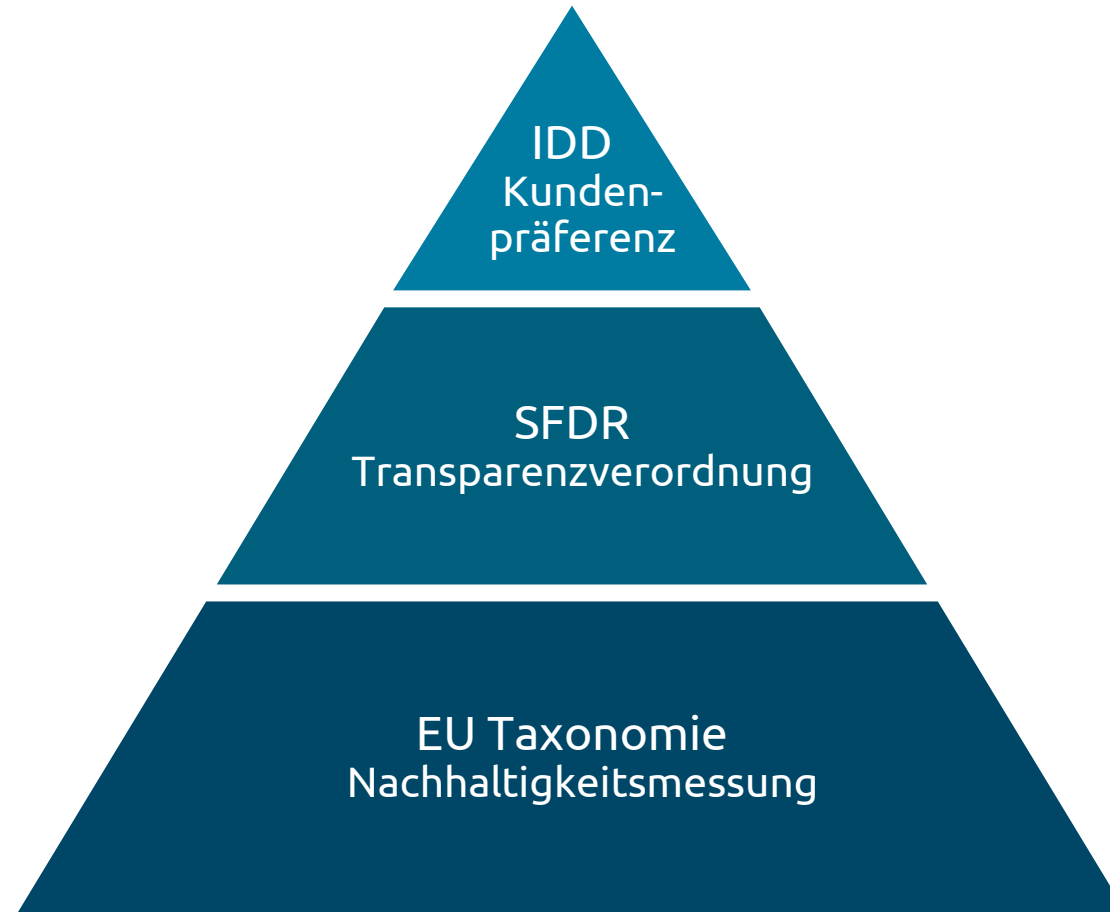 IDD
Kunden-
präferenz
SFDR
Transparenzverordnung
EU Taxonomie
Nachhaltigkeitsmessung